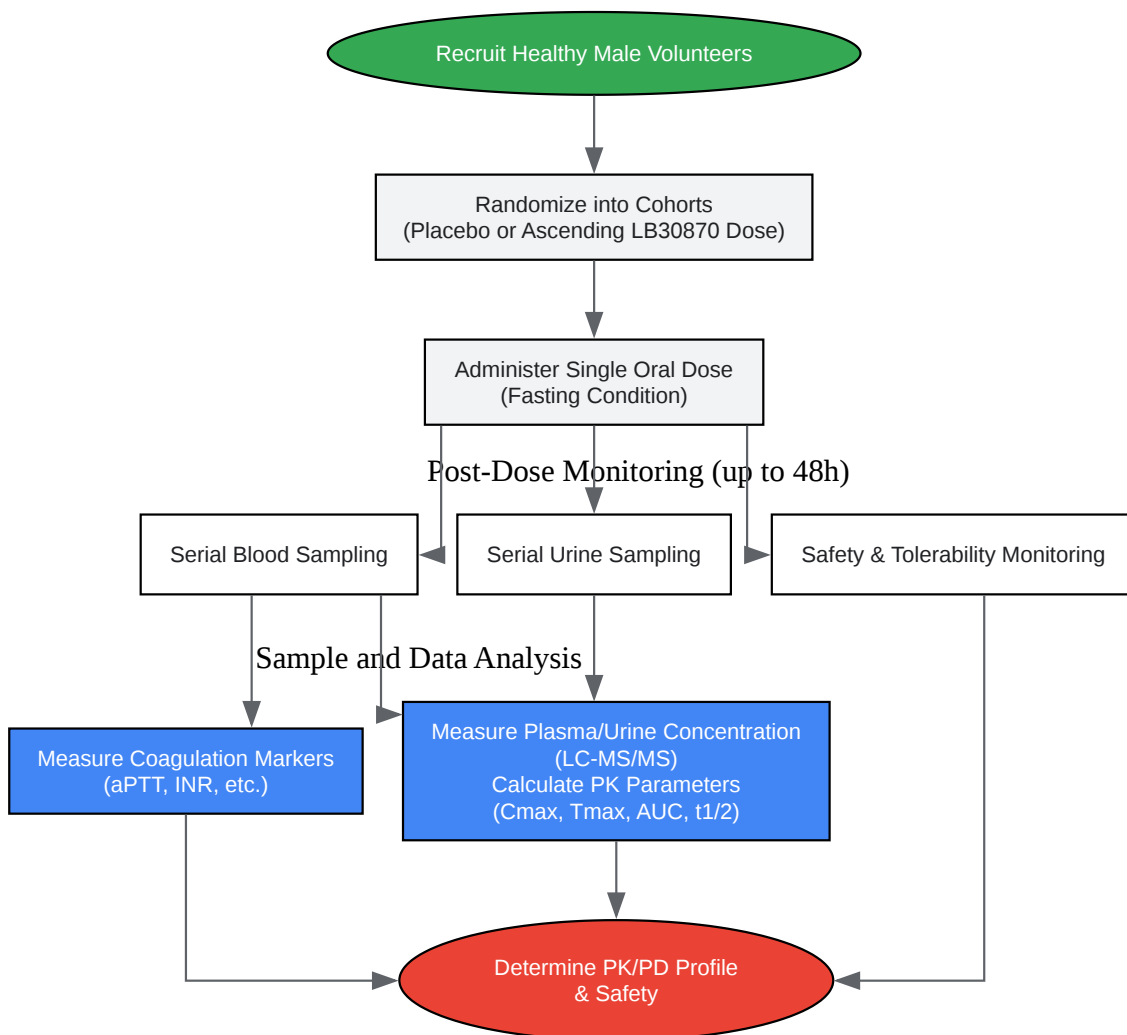 Recruit Healthy Male Volunteers
Randomize into Cohorts
(Placebo or Ascending LB30870 Dose)
Administer Single Oral Dose
(Fasting Condition)
Post-Dose Monitoring (up to 48h)
Serial Blood Sampling
Serial Urine Sampling
Safety & Tolerability Monitoring
Sample and Data Analysis
Measure Coagulation Markers
(aPTT, INR, etc.)
Measure Plasma/Urine Concentration
(LC-MS/MS)
Calculate PK Parameters
(Cmax, Tmax, AUC, t1/2)
Determine PK/PD Profile
& Safety